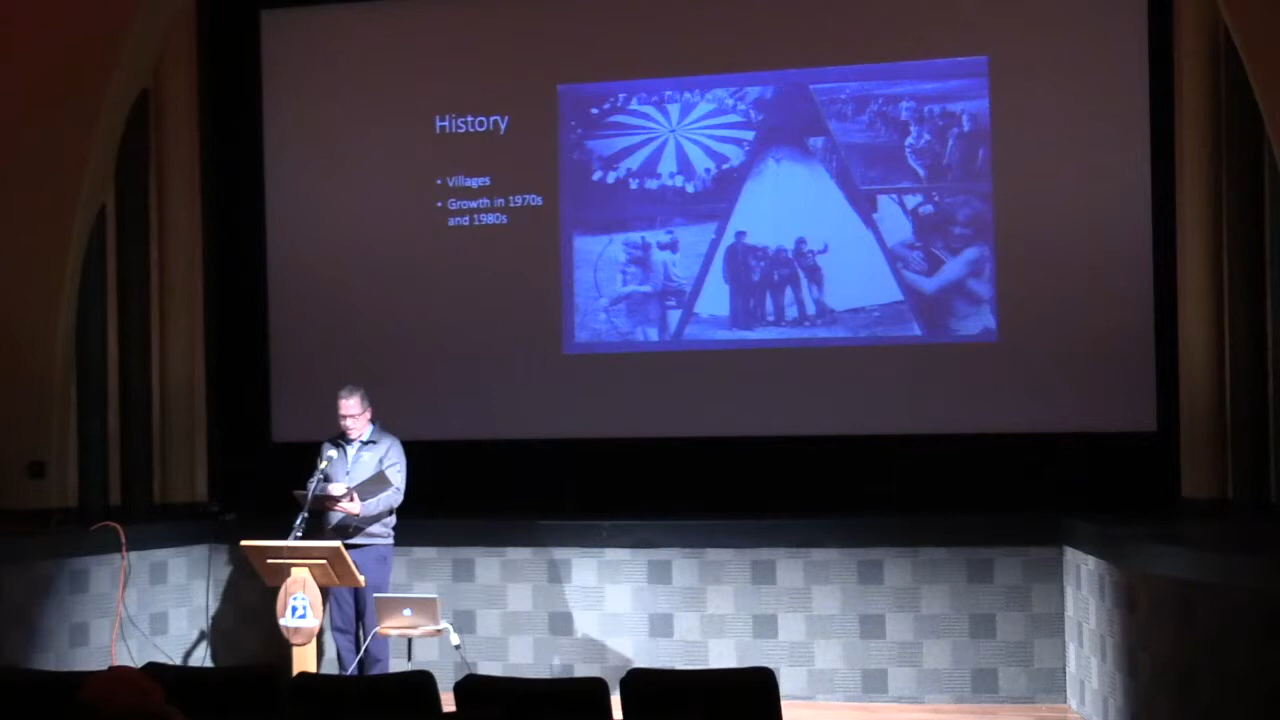 History
• Villages
• Growth in 1970s
and 1980s